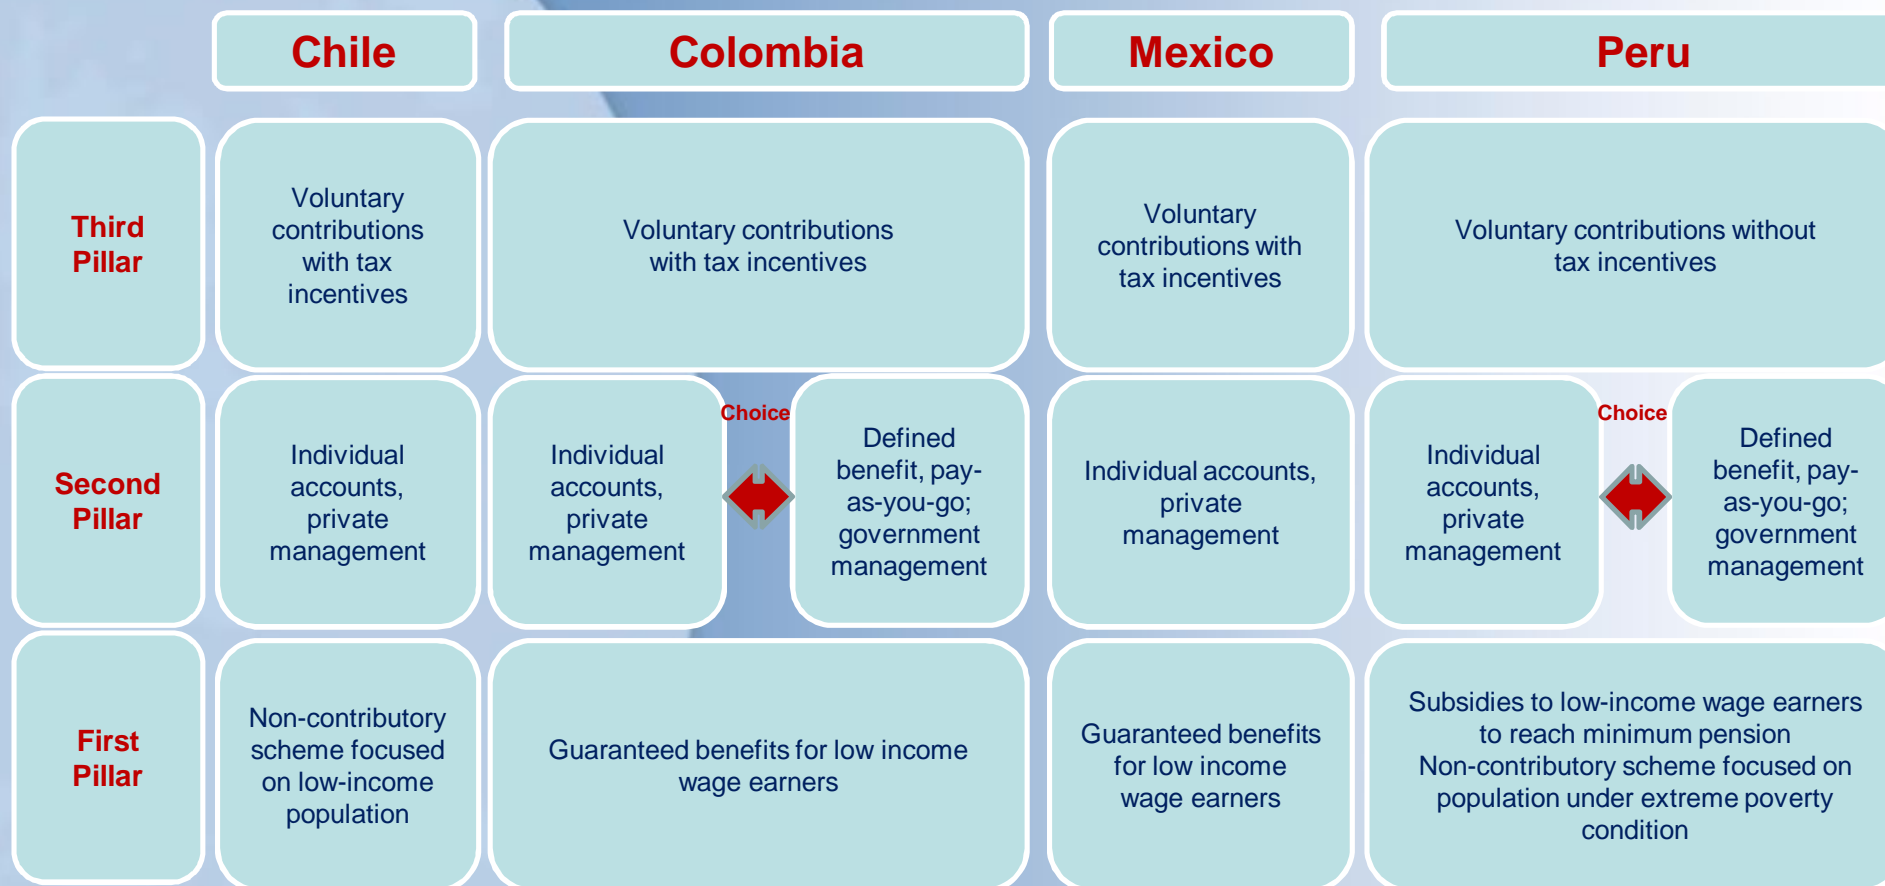 Chile
Colombia
Mexico
Peru
Third
Pillar
Voluntary
contributions
with tax
incentives
Voluntary contributions
with tax incentives
Voluntary
contributions with
tax incentives
Voluntary contributions without
tax incentives
Second
Pillar
Individual
accounts,
private
management
Individual
accounts,
private
management
Choice
Defined
benefit, pay-
as-you-go;
government
management
Individual accounts,
private
management
Individual
accounts,
private
management
Choice
Defined
benefit, pay-
as-you-go;
government
management
First
Pillar
Non-contributory
scheme focused
on low-income
population
Guaranteed benefits for low income
wage earners
Guaranteed benefits
for low income
wage earners
Subsidies to low-income wage earners
to reach minimum pension
Non-contributory scheme focused on
population under extreme poverty
condition